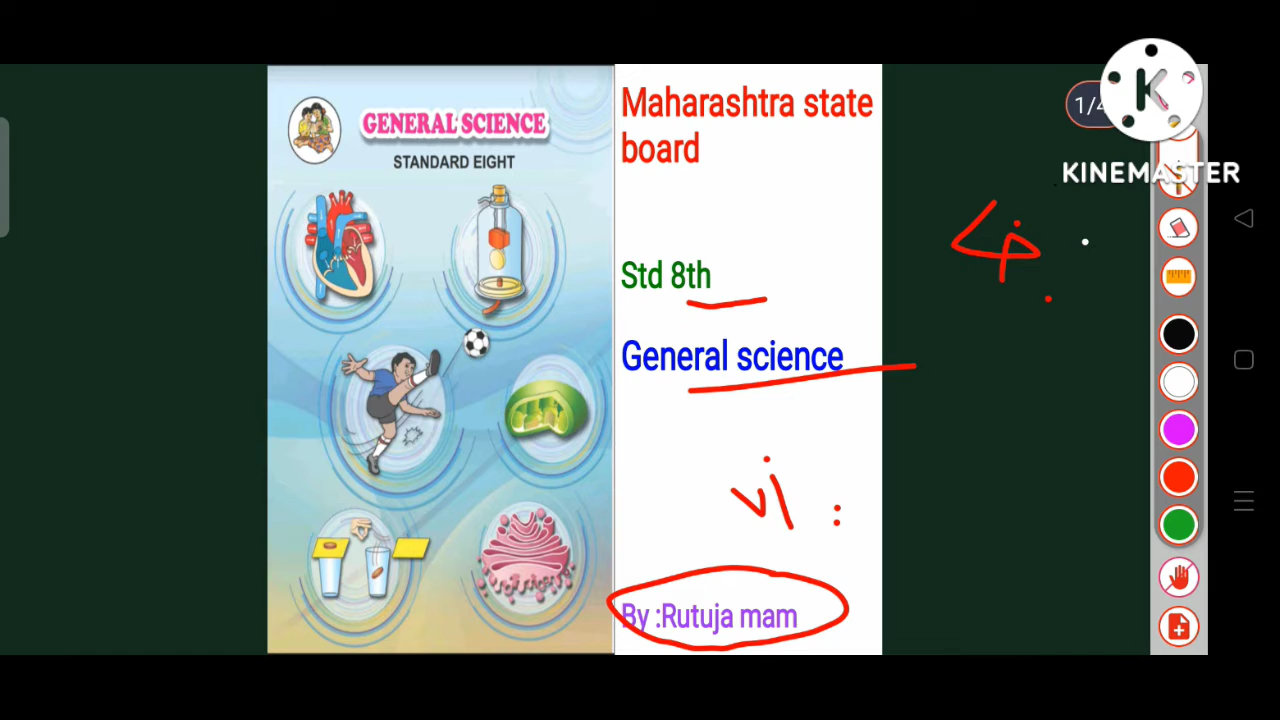 GENERAL SCIENCE
STANDARD EIGHT
Maharashtra state
board
Std 8th
General science
By :Rutuja mam
1/4
K
KINEMASTER